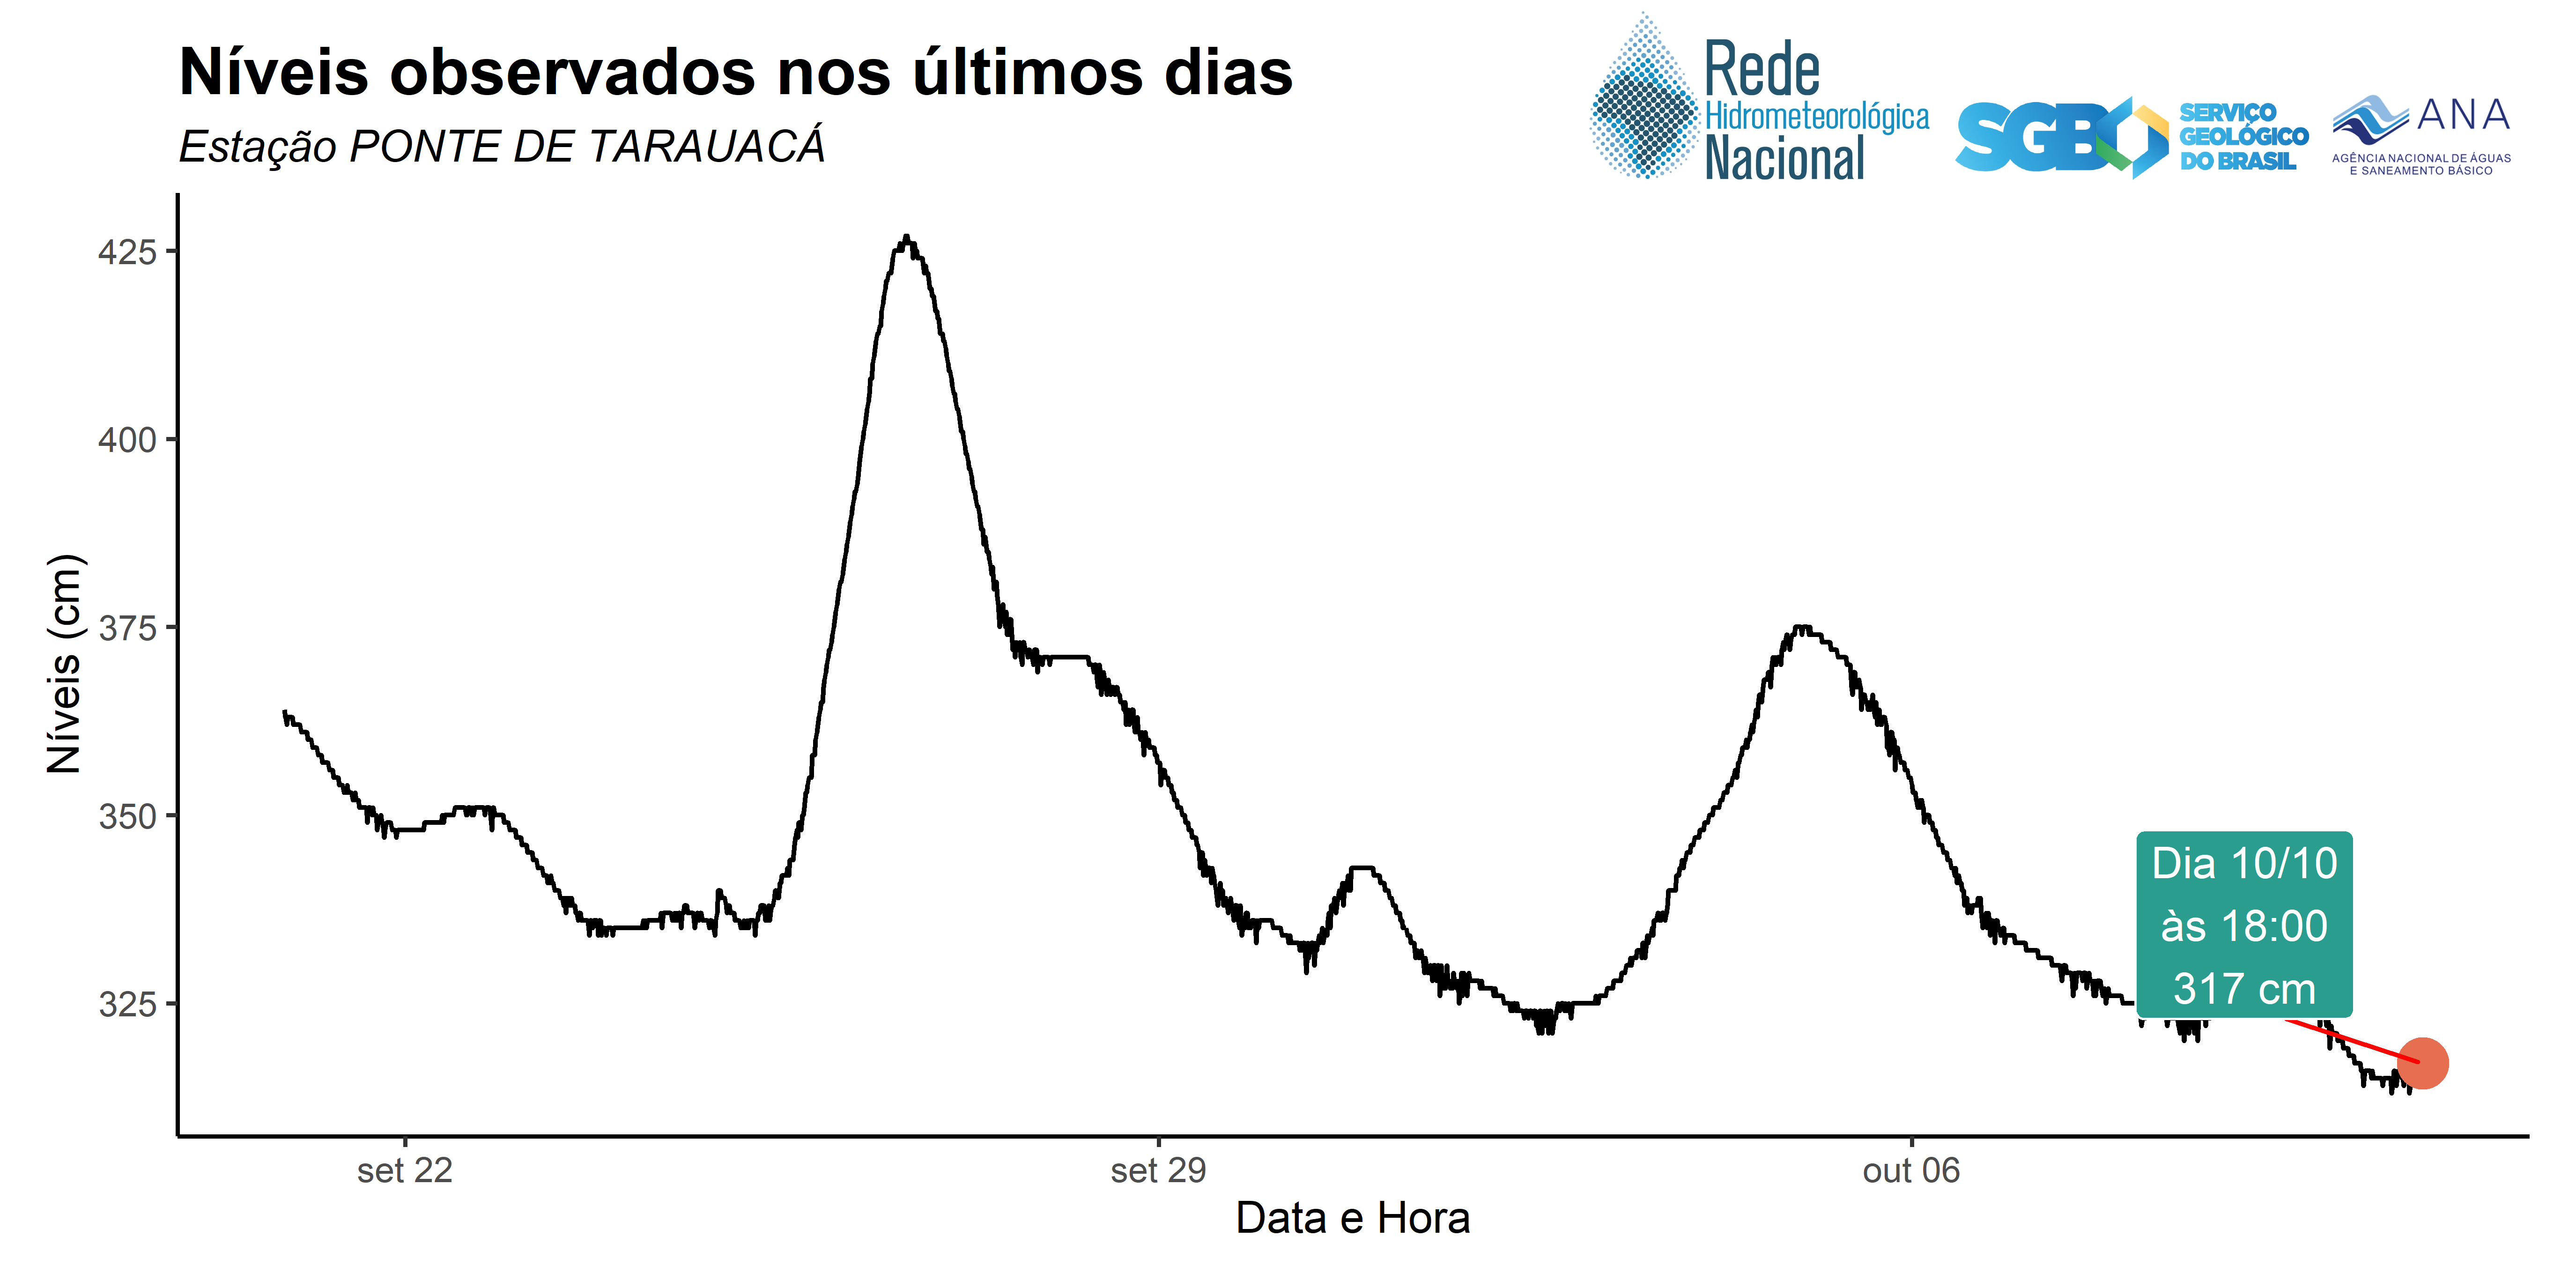 Níveis observados nos últimos dias
Estação PONTE DE TARAUACÁ
Rede
Hidrometeorológica
Nacional
SGB
SERVIÇO
GEOLÓGICO
DO BRASIL
ANA
AGÊNCIA NACIONAL DE ÁGUAS
E SANEAMENTO BÁSICO
Níveis (cm)
425
400
375
350
325
Dia 10/10
às 18:00
317 cm
set 22
set 29
out 06
Data e Hora